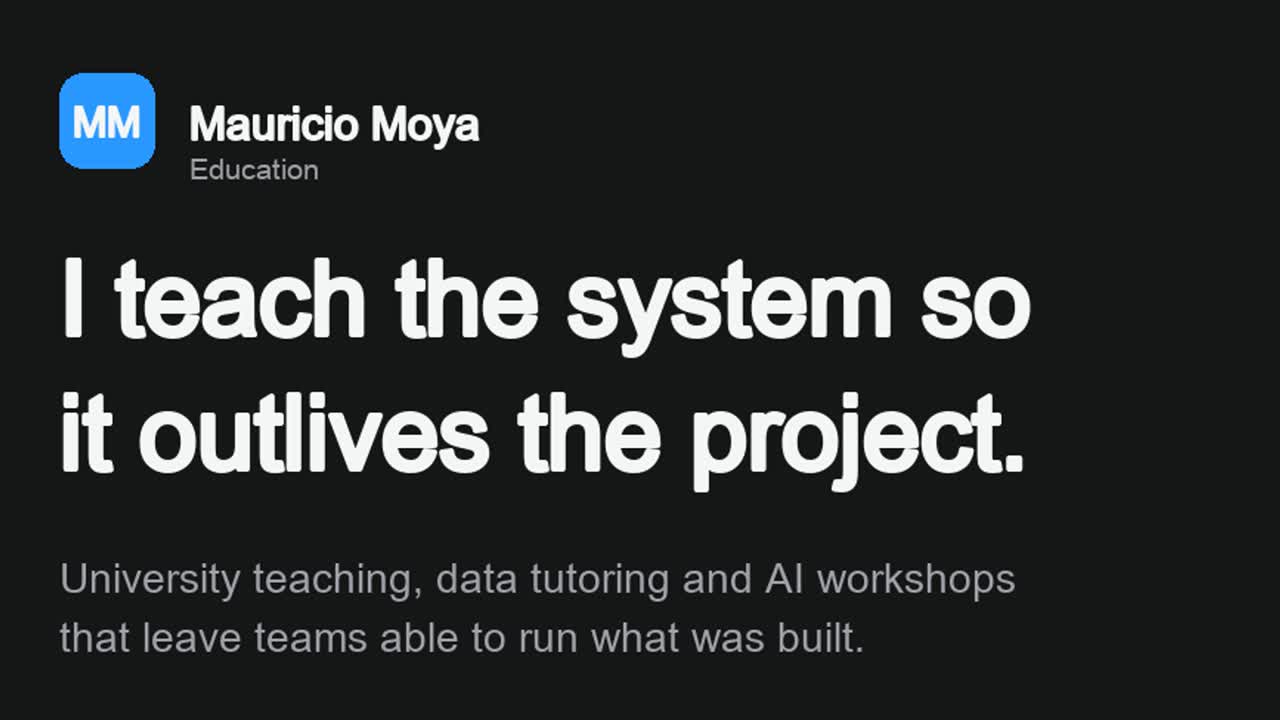 MM
Mauricio Moya
Education
I teach the system so
it outlives the project.
University teaching, data tutoring and AI workshops
that leave teams able to run what was built.